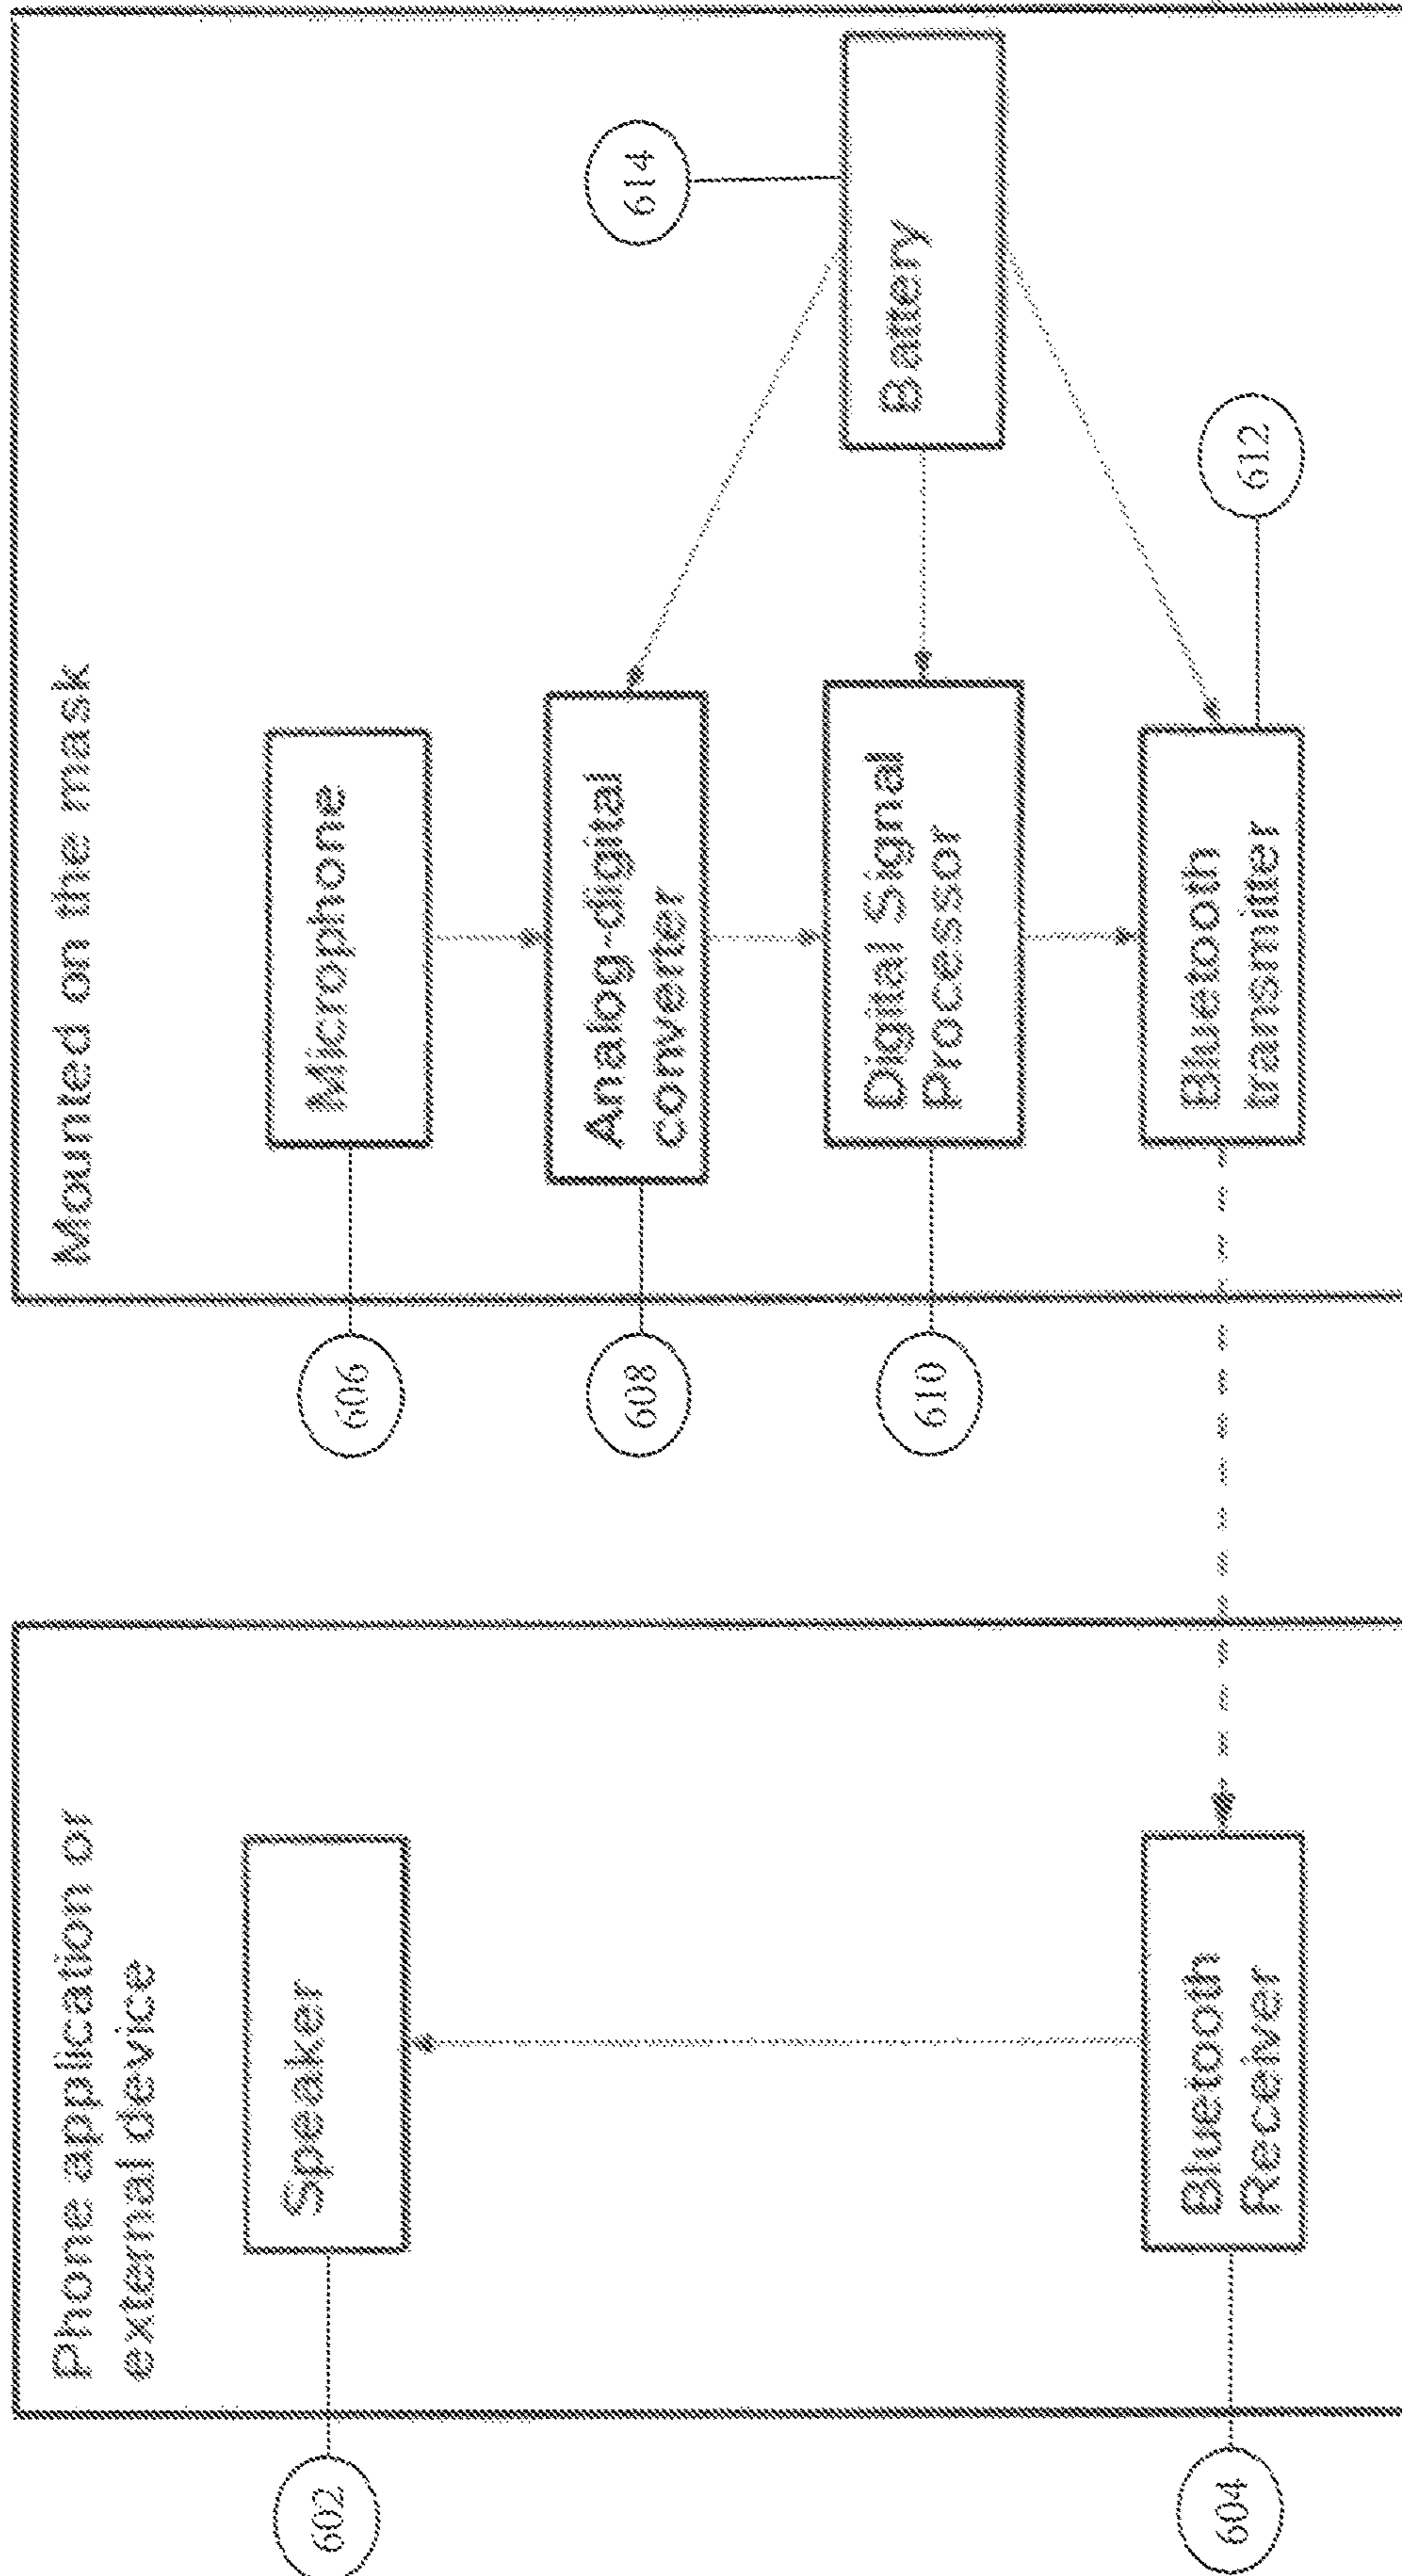 Phone application or
external device
Speaker
602
Bluetooth
Receiver
604
Mounted on the mask
Microphone
606
Analog-digital
converter
608
Digital Signal
Processor
610
Bluetooth
transmitter
612
Battery
614